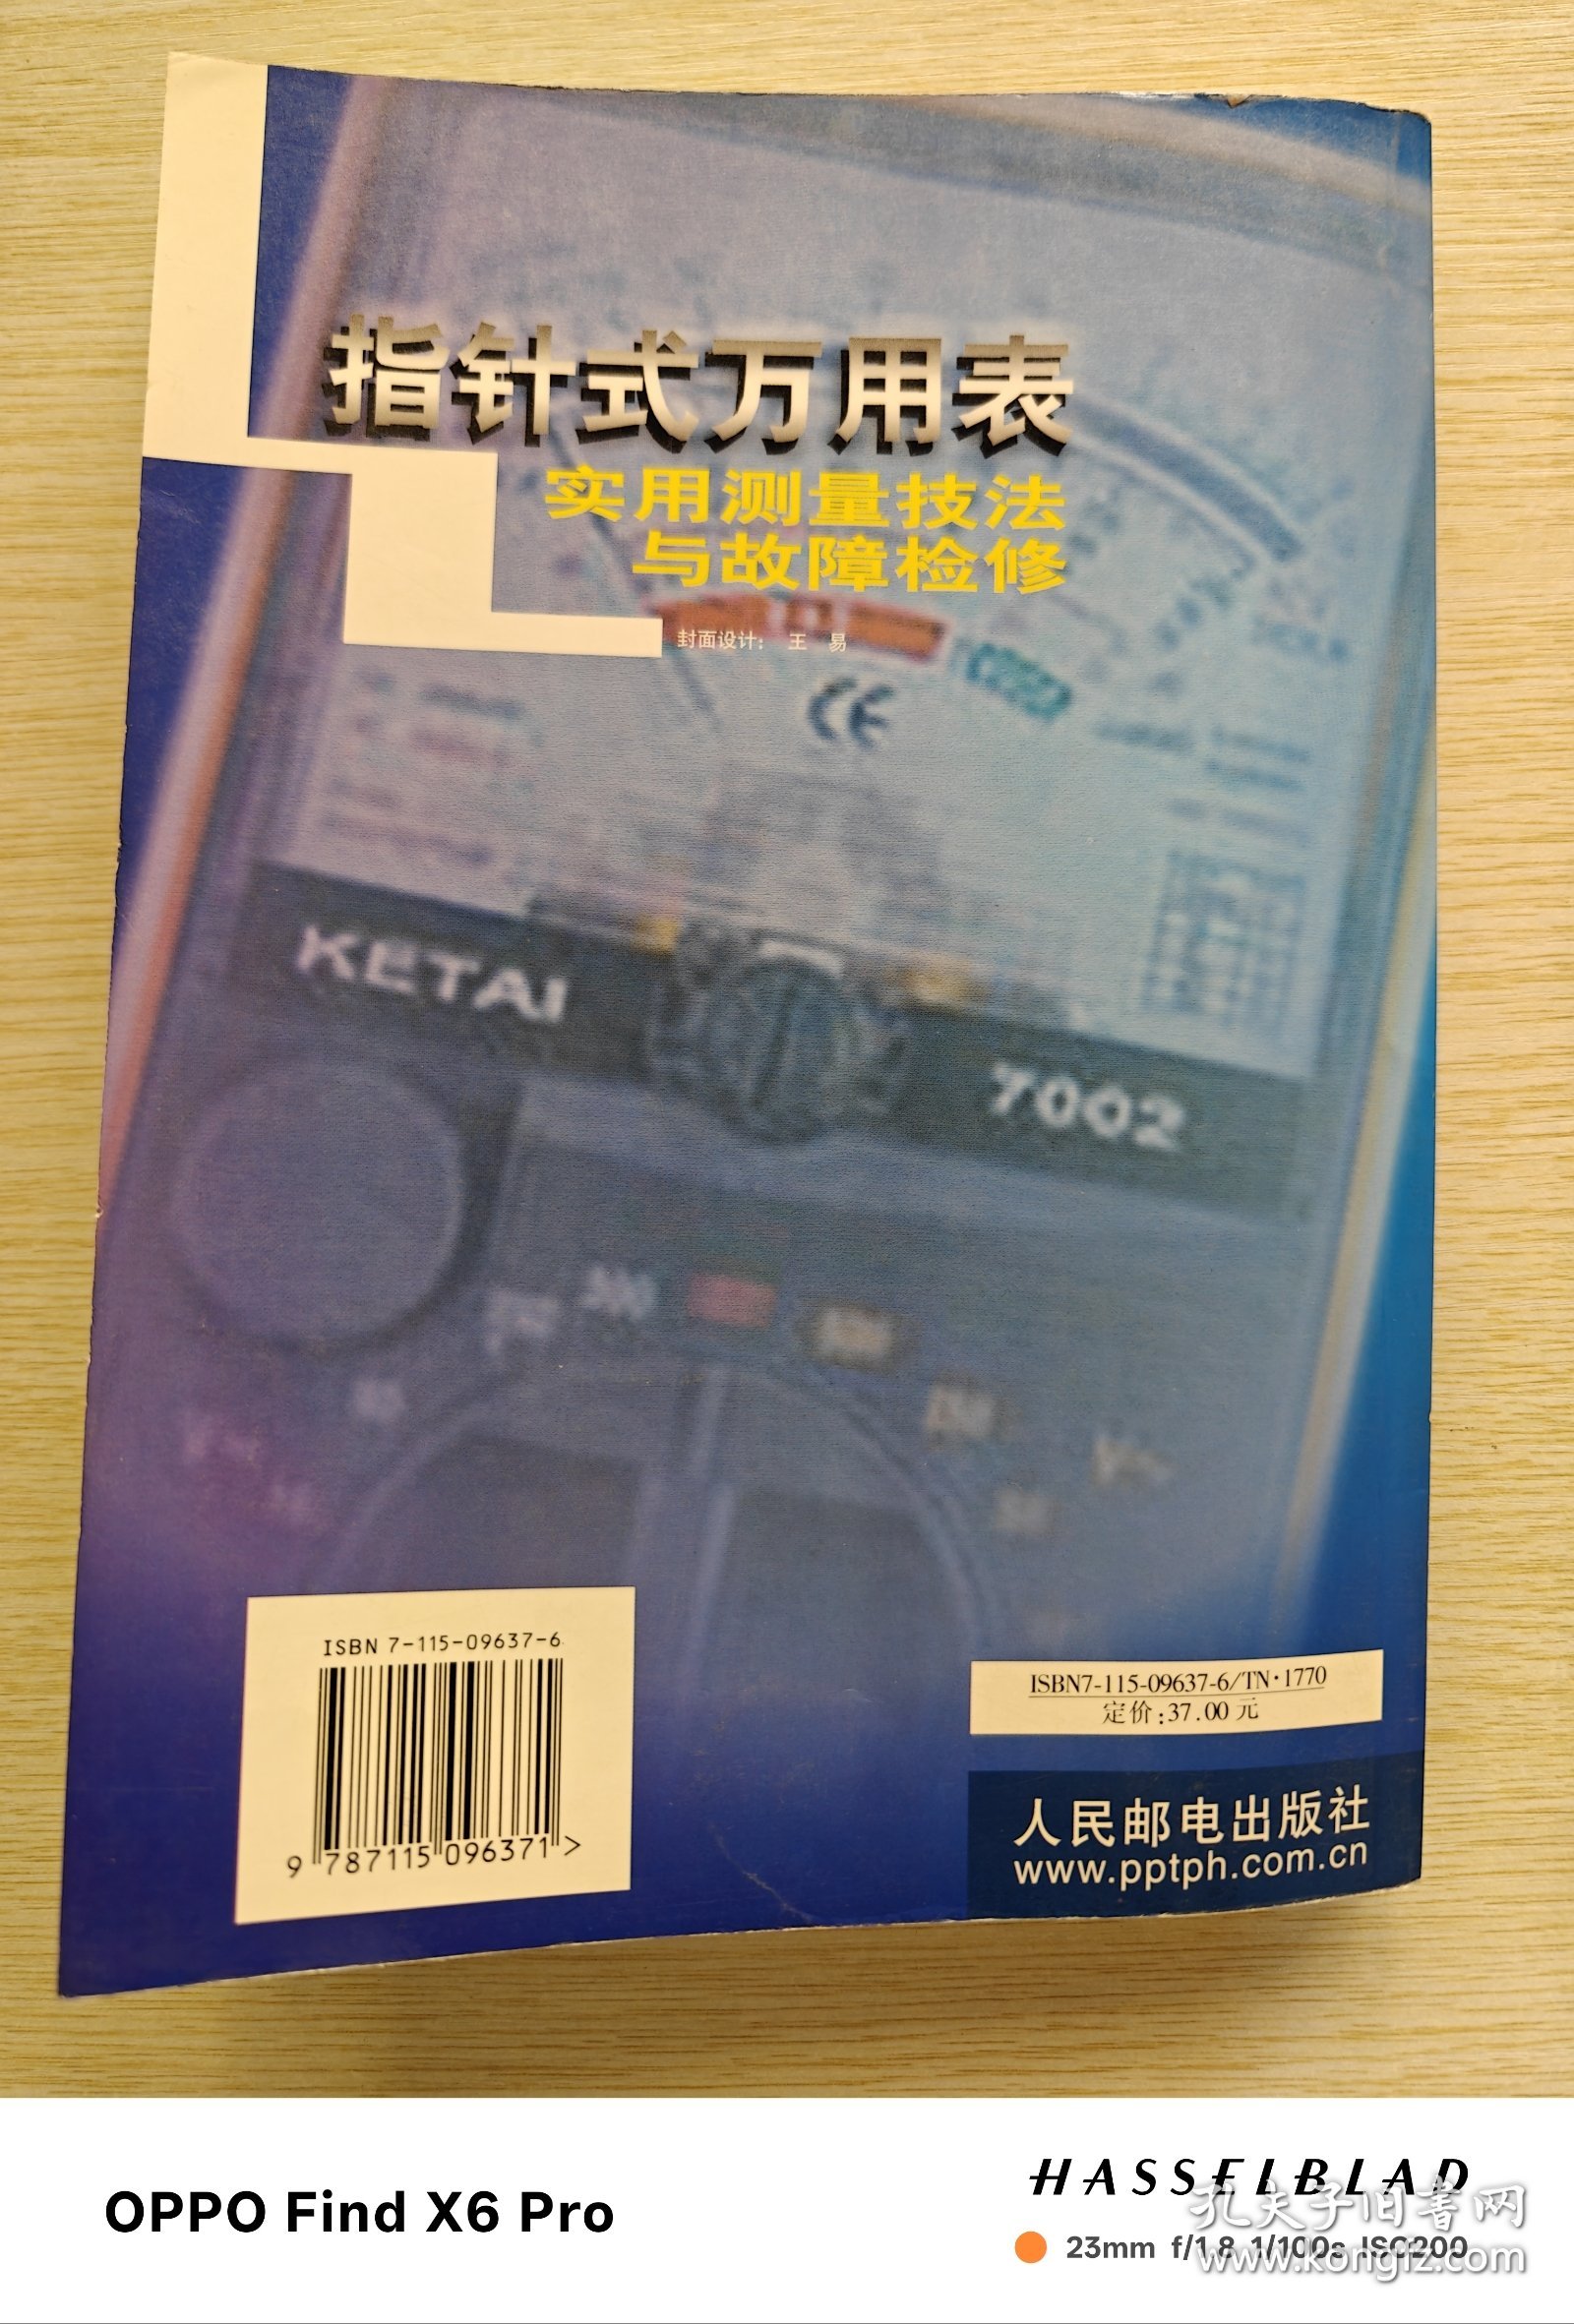 指针式万用表
实用测量技法
与故障检修
封面设计： 王 易
CE
KETAI
7002
ISBN 7-115-09637-6
9 787115 096371 >
ISBN7-115-09637-6/TN·1770
定价:37.00元
人民邮电出版社
www.pptph.com.cn
OPPO Find X6 Pro
HASSELBLAD
23mm f/1.8 1/100s ISO200
孔夫子旧书网
www.kongfz.com